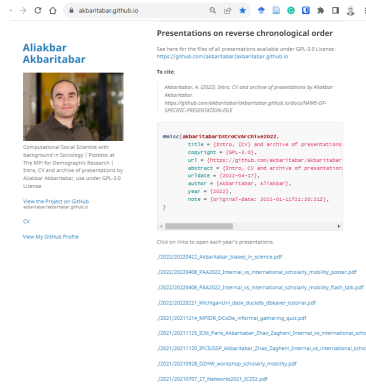 akbaritabar.github.io
Aliakbar
Akbaritabar
Computational Social Scientist with
background in Sociology | Postdoc at
The MPI for Demographic Research |
Intro, CV and archive of presentations by
Aliakbar Akbaritabar, use under GPL-3.0
License
View the Project on GitHub
akbaritabar/akbaritabar.github.io
CV
View My GitHub Profile
Presentations on reverse chronological order
See here for the files of all presentations available under GPL-3.0 License:
https://github.com/akbaritabar/akbaritabar.github.io
To cite:
Akbaritabar, A. (2022). Intro, CV and archive of presentations by Aliakbar
Akbaritabar.
https://github.com/akbaritabar/akbaritabar.github.io/docs/NAME-OF-
SPECIFIC-PRESENTATION-FILE
@misc{akbaritabarIntroCVArchive2022,
title = {Intro, {CV} and archive of presentations
copyright = {GPL-3.0},
url = {https://github.com/akbaritabar/akbaritabar
abstract = {Intro, CV and archive of presentation
urldate = {2022-04-17},
author = {Akbaritabar, Aliakbar},
year = {2022},
note = {original-date: 2022-01-11T21:20:21Z},
}
Click on links to open each year's presentations.
./2022/20220422_Akbaritabar_biases_in_science.pdf
./2022/20220408_PAA2022_Internal_vs_international_scholarly_mobility_poster.pdf
./2022/20220408_PAA2022_Internal_vs_international_scholarly_mobility_flash_talk.pdf
./2022/20220221_MichiganUni_dask_duckdb_dseaver_tutorial.pdf
./2021/20211214_MPIDR_DCoDe_informal_gathering_quiz.pdf
./2021/20211125_ICM_Paris_Akbaritabar_Zhao_Zagheni_Internal_vs_international_scho
./2021/20211120_IPCIUSSP_Akbaritabar_Zhao_Zagheni_Internal_vs_international_scho
./2021/20210928_DZHW_workshop_scholarly_mobility.pdf
./2021/20210707_27_Networks2021_3C2S2.pdf